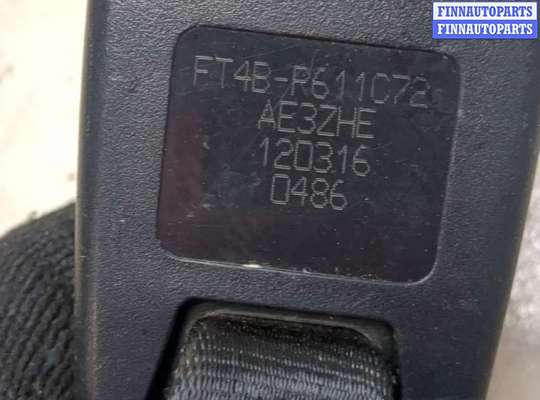 FINNAUTOPARTS
FINNAUTOPARTS
FT4B-R611C72
AE3ZHE
120316
0486